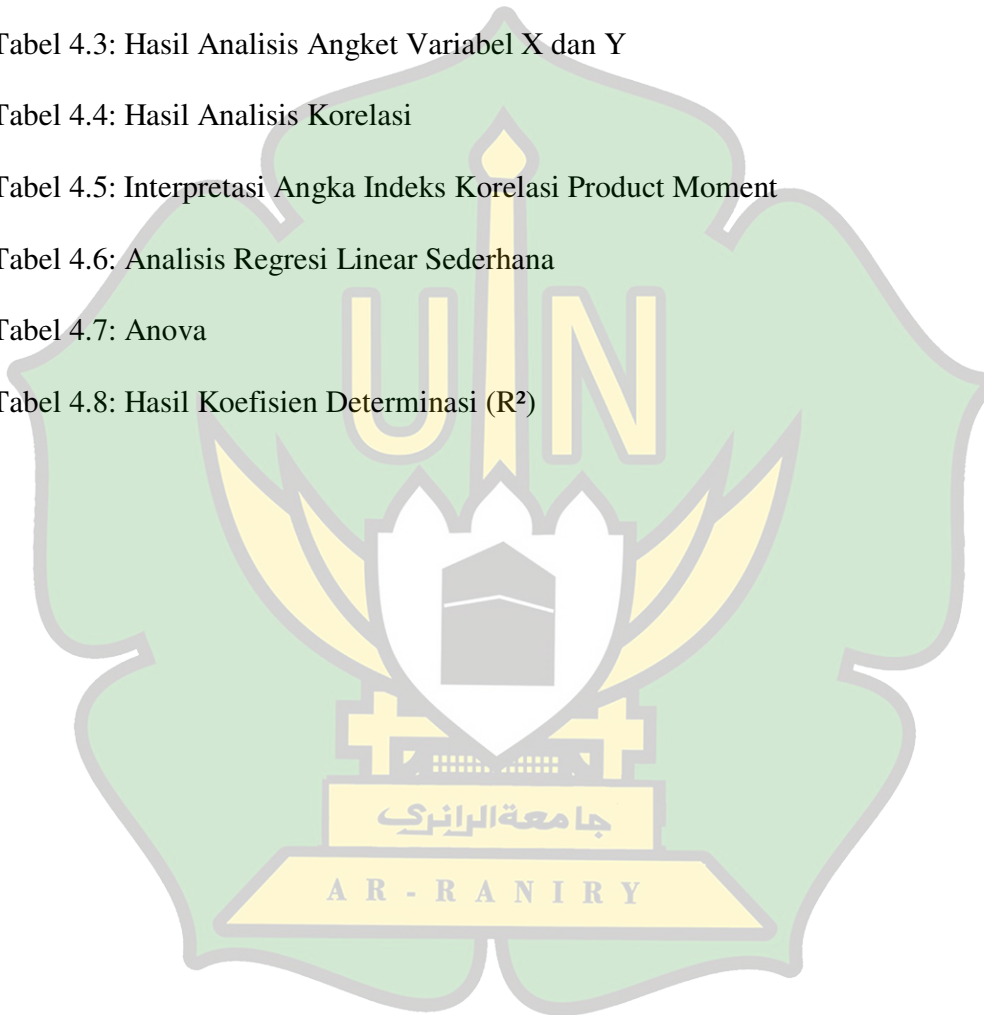 Tabel 4.3: Hasil Analisis Angket Variabel X dan Y
Tabel 4.4: Hasil Analisis Korelasi
Tabel 4.5: Interpretasi Angka Indeks Korelasi Product Moment
Tabel 4.6: Analisis Regresi Linear Sederhana
Tabel 4.7: Anova
Tabel 4.8: Hasil Koefisien Determinasi (R²)
UIN
جامعة الرانري
AR-RANIRY